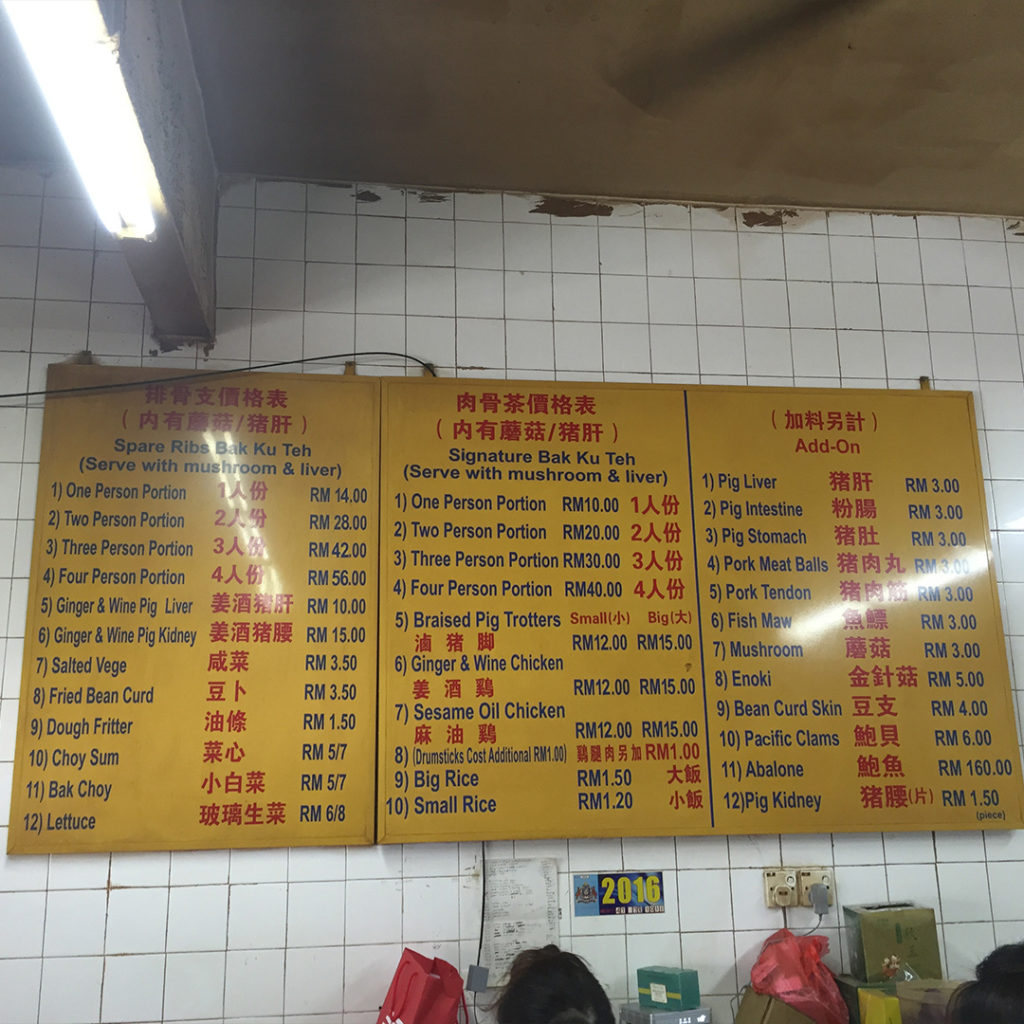 排骨支價格表
(内有蘑菇/猪肝)
Spare Ribs Bak Ku Teh
(Serve with mushroom & liver)
1) One Person Portion 1人份 RM 14.00
2) Two Person Portion 2人份 RM 28.00
3) Three Person Portion 3人份 RM 42.00
4) Four Person Portion 4人份 RM 56.00
5) Ginger & Wine Pig Liver 姜酒猪肝 RM 10.00
6) Ginger & Wine Pig Kidney 姜酒猪腰 RM 15.00
7) Salted Vege 咸菜 RM 3.50
8) Fried Bean Curd 豆卜 RM 3.50
9) Dough Fritter 油條 RM 1.50
10) Choy Sum 菜心 RM 5/7
11) Bak Choy 小白菜 RM 5/7
12) Lettuce 玻璃生菜 RM 6/8
肉骨茶價格表
(内有蘑菇/猪肝)
Signature Bak Ku Teh
(Serve with mushroom & liver)
1) One Person Portion RM10.00 1人份
2) Two Person Portion RM20.00 2人份
3) Three Person Portion RM30.00 3人份
4) Four Person Portion RM40.00 4人份
5) Braised Pig Trotters Small(小) Big(大)
滷猪脚 RM12.00 RM15.00
6) Ginger & Wine Chicken
姜酒鷄 RM12.00 RM15.00
7) Sesame Oil Chicken
麻油鷄 RM12.00 RM15.00
8) (Drumsticks Cost Additional RM1.00) 鷄腿肉另加RM1.00
9) Big Rice RM1.50 大飯
10) Small Rice RM1.20 小飯
(加料另計)
Add-On
1) Pig Liver 猪肝 RM 3.00
2) Pig Intestine 粉腸 RM 3.00
3) Pig Stomach 猪肚 RM 3.00
4) Pork Meat Balls 猪肉丸 RM 3.00
5) Pork Tendon 猪肉筋 RM 3.00
6) Fish Maw 魚鰾 RM 3.00
7) Mushroom 蘑菇 RM 3.00
8) Enoki 金針菇 RM 5.00
9) Bean Curd Skin 豆支 RM 4.00
10) Pacific Clams 鮑貝 RM 6.00
11) Abalone 鮑魚 RM 160.00
12)Pig Kidney 猪腰(片) RM 1.50
(piece)
2016